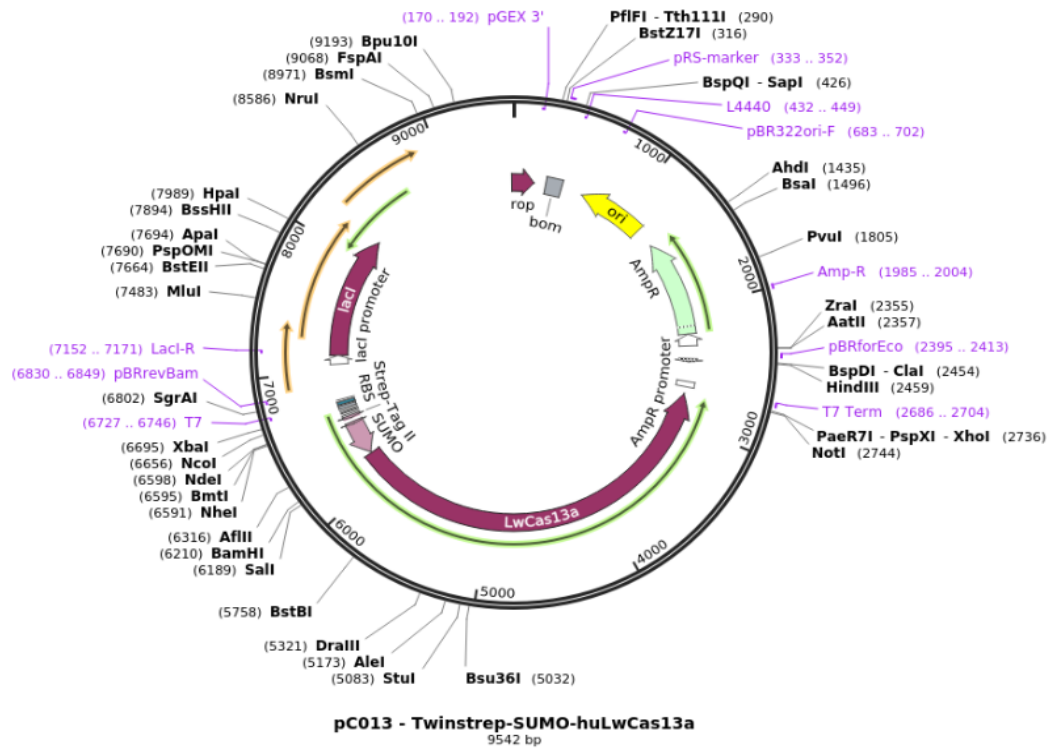 (170 .. 192) pGEX 3'
PflFI - Tth111I (290)
BstZ17I (316)
pRS-marker (333 .. 352)
BspQI - SapI (426)
L4440 (432 .. 449)
pBR322ori-F (683 .. 702)
AhdI (1435)
BsaI (1496)
PvuI (1805)
Amp-R (1985 .. 2004)
ZraI (2355)
AatII (2357)
pBRforEco (2395 .. 2413)
BspDI - ClaI (2454)
HindIII (2459)
T7 Term (2686 .. 2704)
PaeR7I - PspXI - XhoI (2736)
NotI (2744)
Bsu36I (5032)
(5083) StuI
(5173) AleI
(5321) DraIII
(5758) BstBI
(6189) SalI
(6210) BamHI
(6316) AflII
(6591) NheI
(6595) BmtI
(6598) NdeI
(6656) NcoI
(6695) XbaI
(6727 .. 6746) T7
(6802) SgrAI
(6830 .. 6849) pBRrevBam
(7152 .. 7171) LacI-R
(7483) MluI
(7664) BstEII
(7690) PspOMI
(7694) ApaI
(7894) BssHII
(7989) HpaI
(8586) NruI
(8971) BsmI
(9068) FspAI
(9193) Bpu10I
1000
2000
3000
4000
5000
6000
7000
8000
9000
rop
bom
ori
AmpR
AmpR promoter
LwCas13a
SUMO
RBS
Strep-Tag II
lacI promoter
lacI
pC013 - Twinstrep-SUMO-huLwCas13a
9542 bp